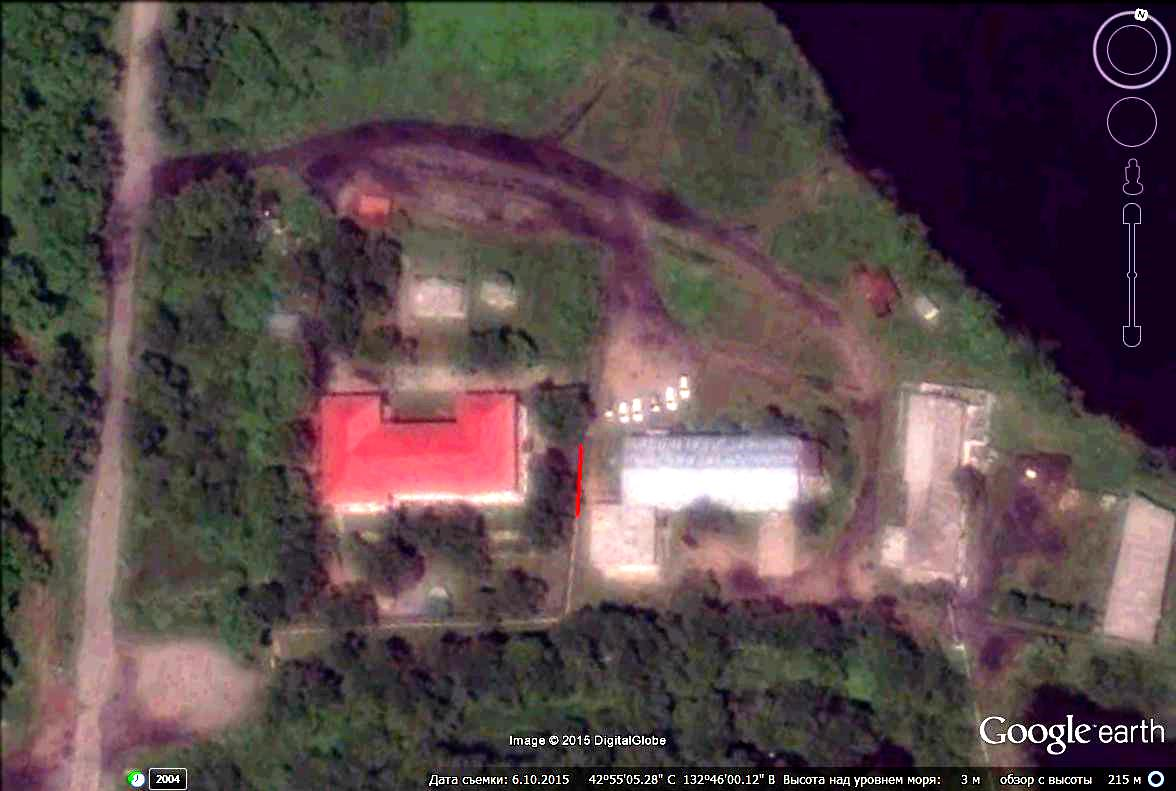 N
Google earth
Image © 2015 DigitalGlobe
2004
Дата съемки: 6.10.2015 42°55'05.28" С 132°46'00.12" В Высота над уровнем моря: 3 м обзор с высоты 215 м